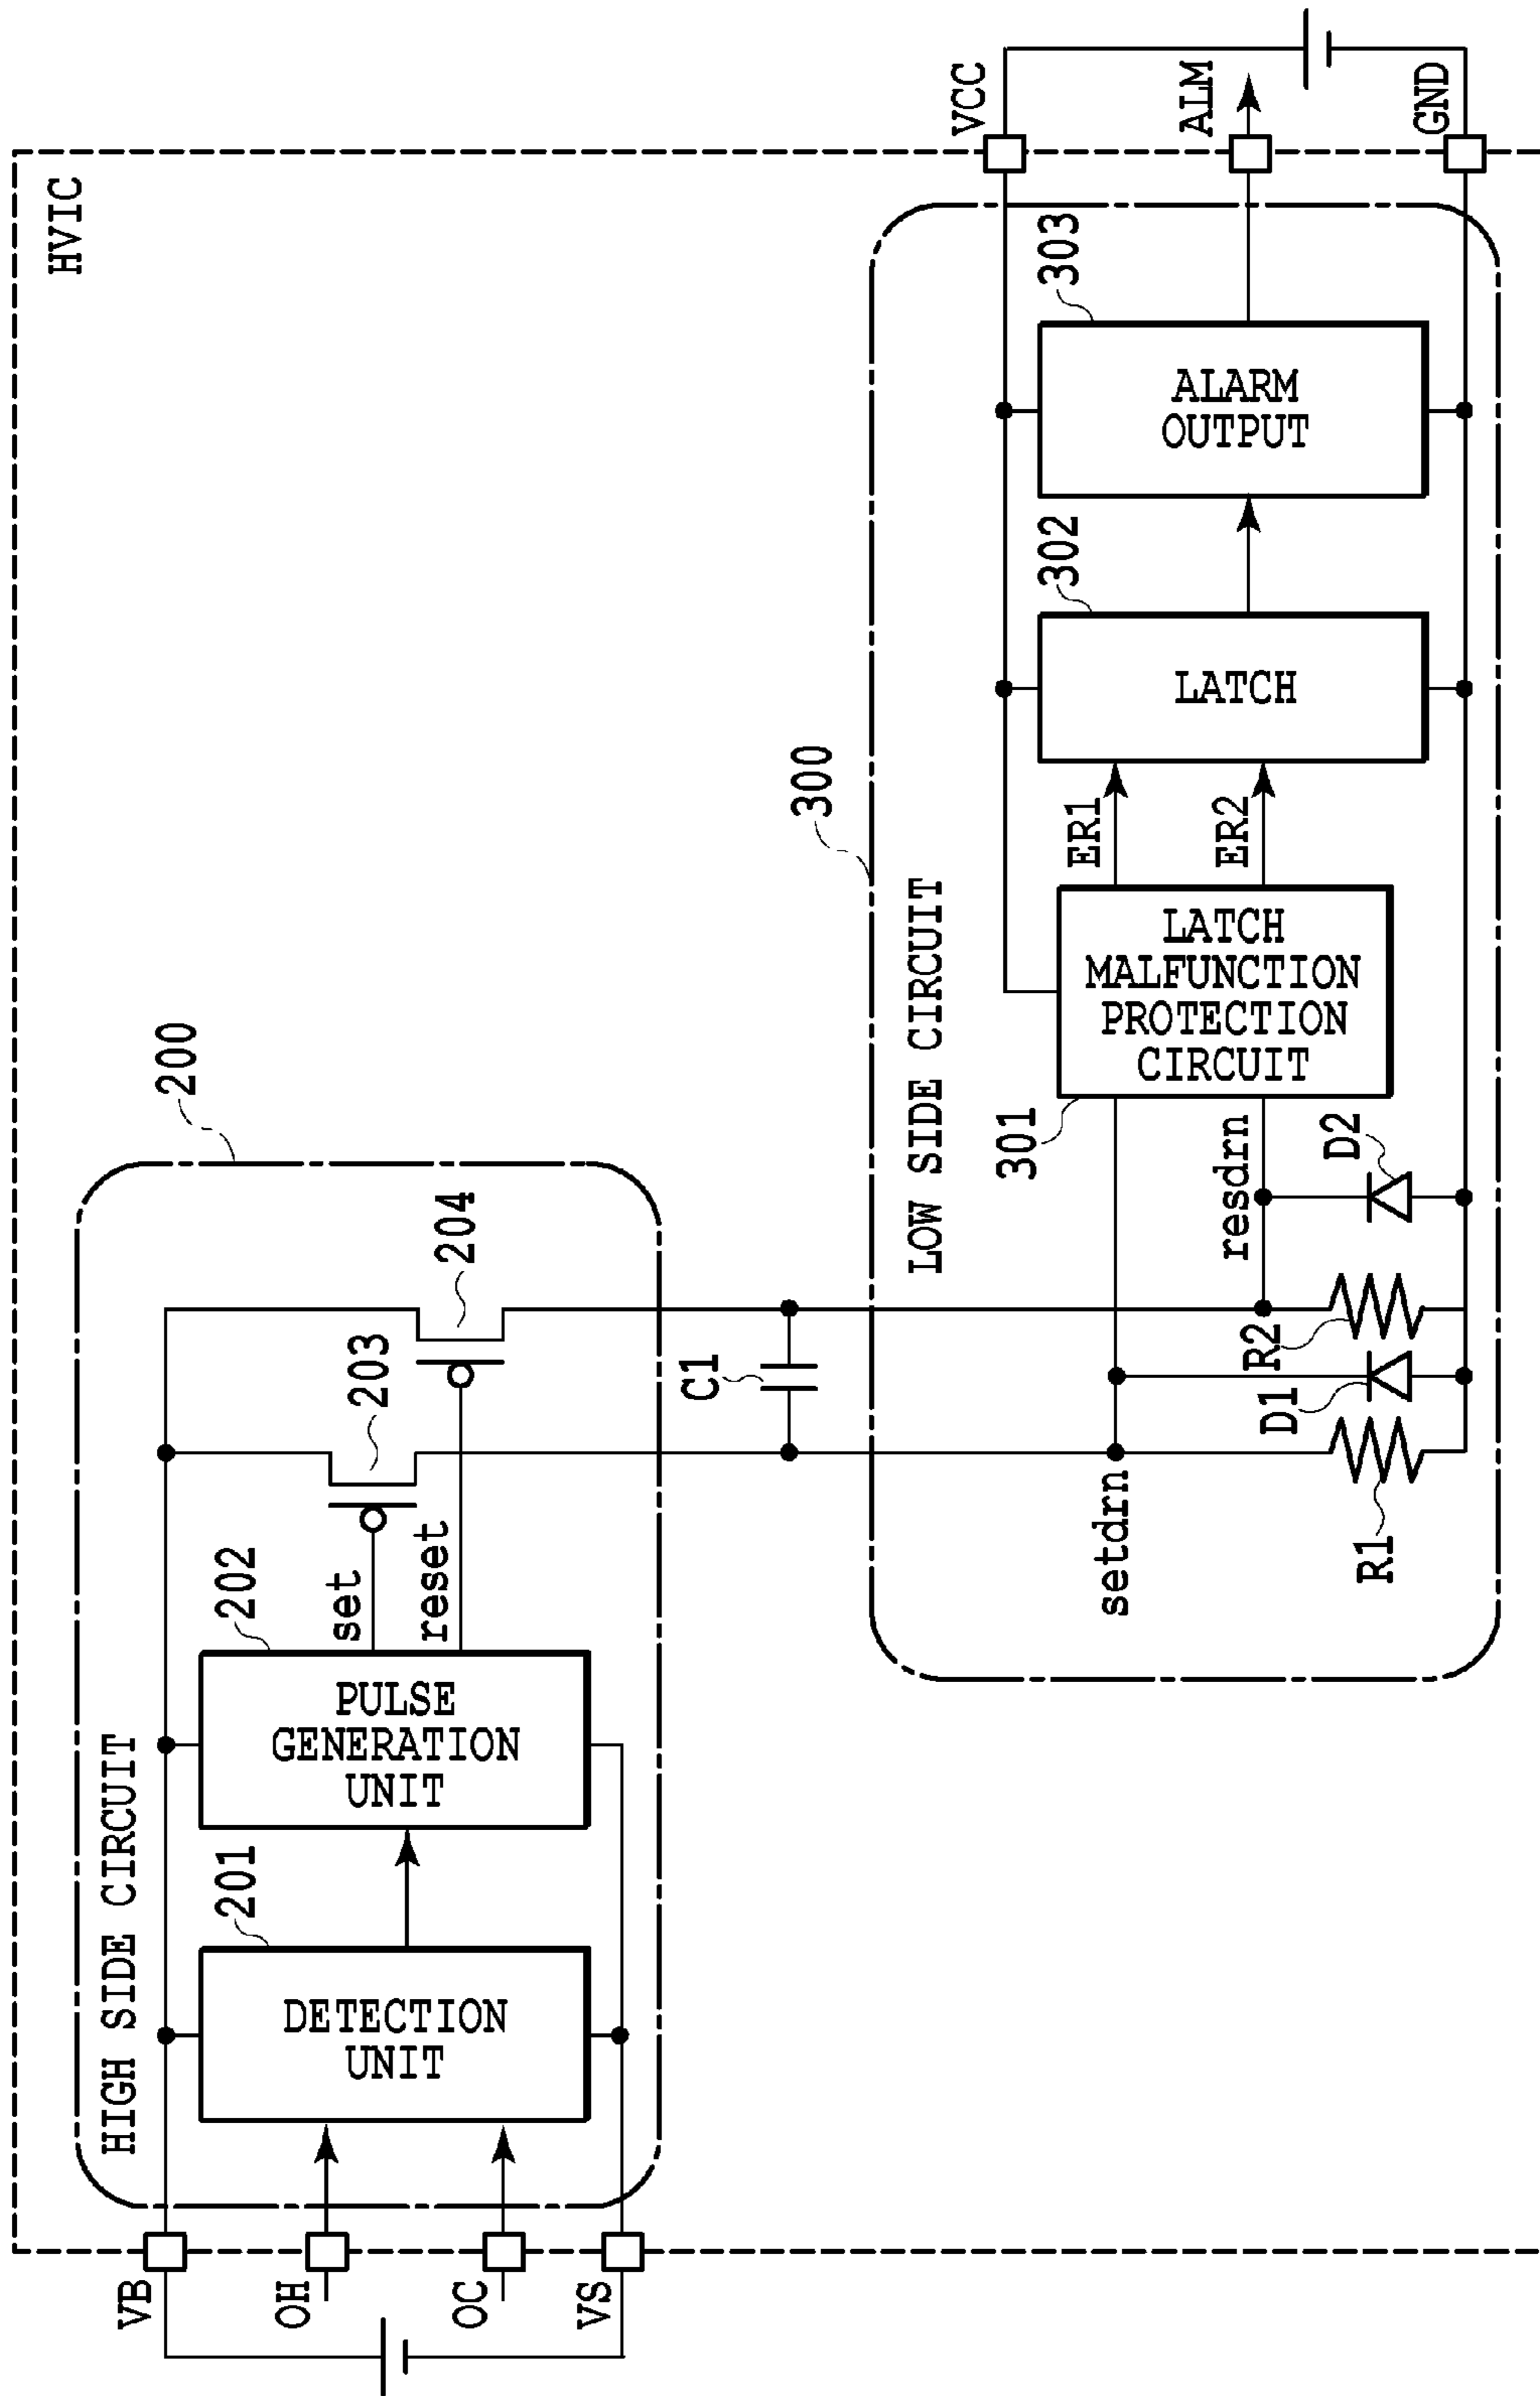 HVIC
HIGH SIDE CIRCUIT
200
VB
OH
OC
VS
201
DETECTION
UNIT
202
PULSE
GENERATION
UNIT
set
reset
203
204
C1
300
LOW SIDE CIRCUIT
setdrn
resdrn
R1
D1
R2
D2
301
LATCH
MALFUNCTION
PROTECTION
CIRCUIT
ER1
ER2
302
LATCH
303
ALARM
OUTPUT
VCC
ALM
GND